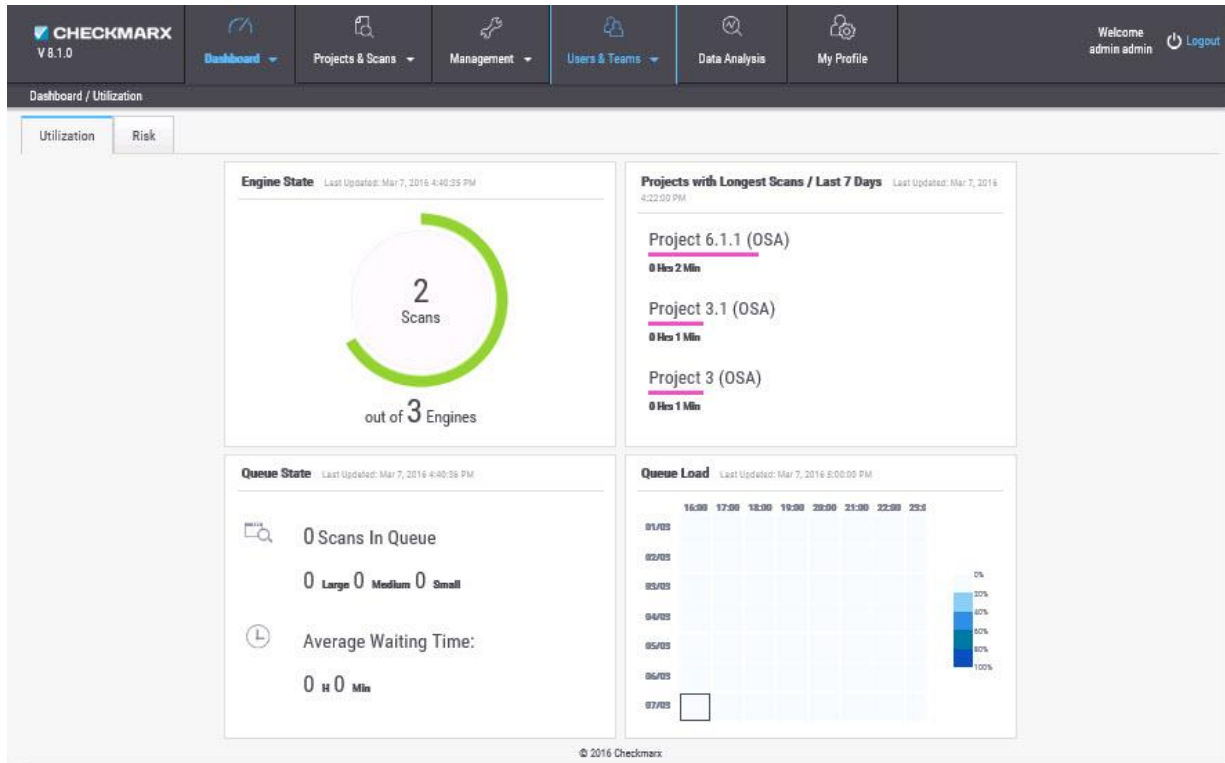 CHECKMARX
V 8.1.0
Dashboard
Projects & Scans
Management
Users & Teams
Data Analysis
My Profile
Welcome
admin admin
Logout
Dashboard / Utilization
Utilization
Risk
Engine State Last Updated: Mar 7, 2016 4:40:35 PM
2
Scans
out of 3 Engines
Projects with Longest Scans / Last 7 Days Last Updated: Mar 7, 2016
4:22:00 PM
Project 6.1.1 (OSA)
0 Hrs 2 Min
Project 3.1 (OSA)
0 Hrs 1 Min
Project 3 (OSA)
0 Hrs 1 Min
Queue State Last Updated: Mar 7, 2016 4:40:36 PM
0 Scans In Queue
0 Large 0 Medium 0 Small
Average Waiting Time:
0 H 0 Min
Queue Load Last Updated: Mar 7, 2016 5:00:00 PM
16:00 17:00 18:00 19:00 20:00 21:00 22:00
01/03
02/03
03/03
04/03
05/03
06/03
07/03
0%
20%
40%
60%
80%
100%
© 2016 Checkmarx